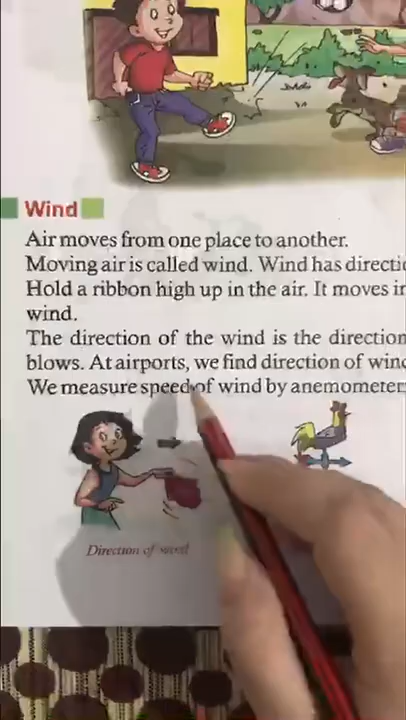 Wind
Air moves from one place to another.
Moving air is called wind. Wind has
Hold a ribbon high up in the air. It moves
wind.
The direction of the wind is the direction
blows. At airports, we find direction of
We measure speed of wind by anemometer
Direction of wind